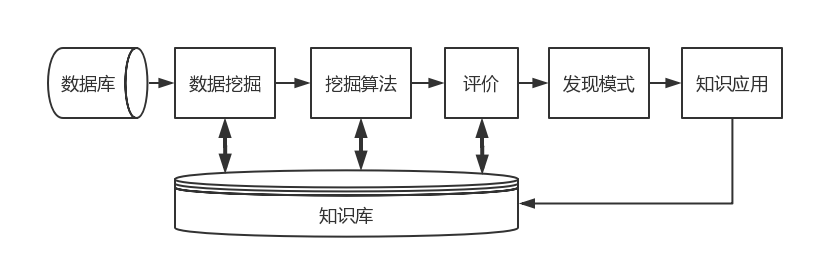 数据库
数据挖掘
挖掘算法
评价
发现模式
知识应用
知识库